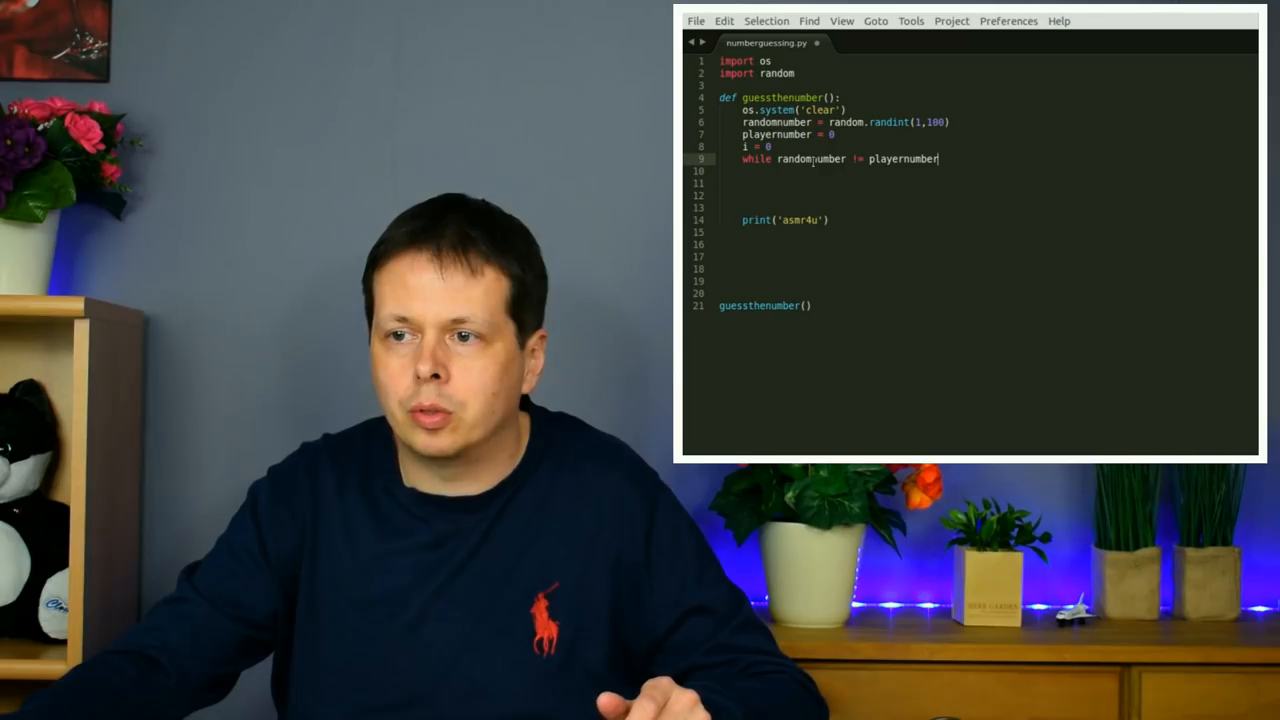 File Edit Selection Find View Goto Tools Project Preferences Help
numberguessing.py
1 import os
2 import random
3
4 def guessthenumber():
5 os.system('clear')
6 randomnumber = random.randint(1,100)
7 playernumber = 0
8 i = 0
9 while randomnumber != playernumber
10
11
12
13
14 print('asmr4u')
15
16
17
18
19
20
21 guessthenumber()
HERB GARDEN